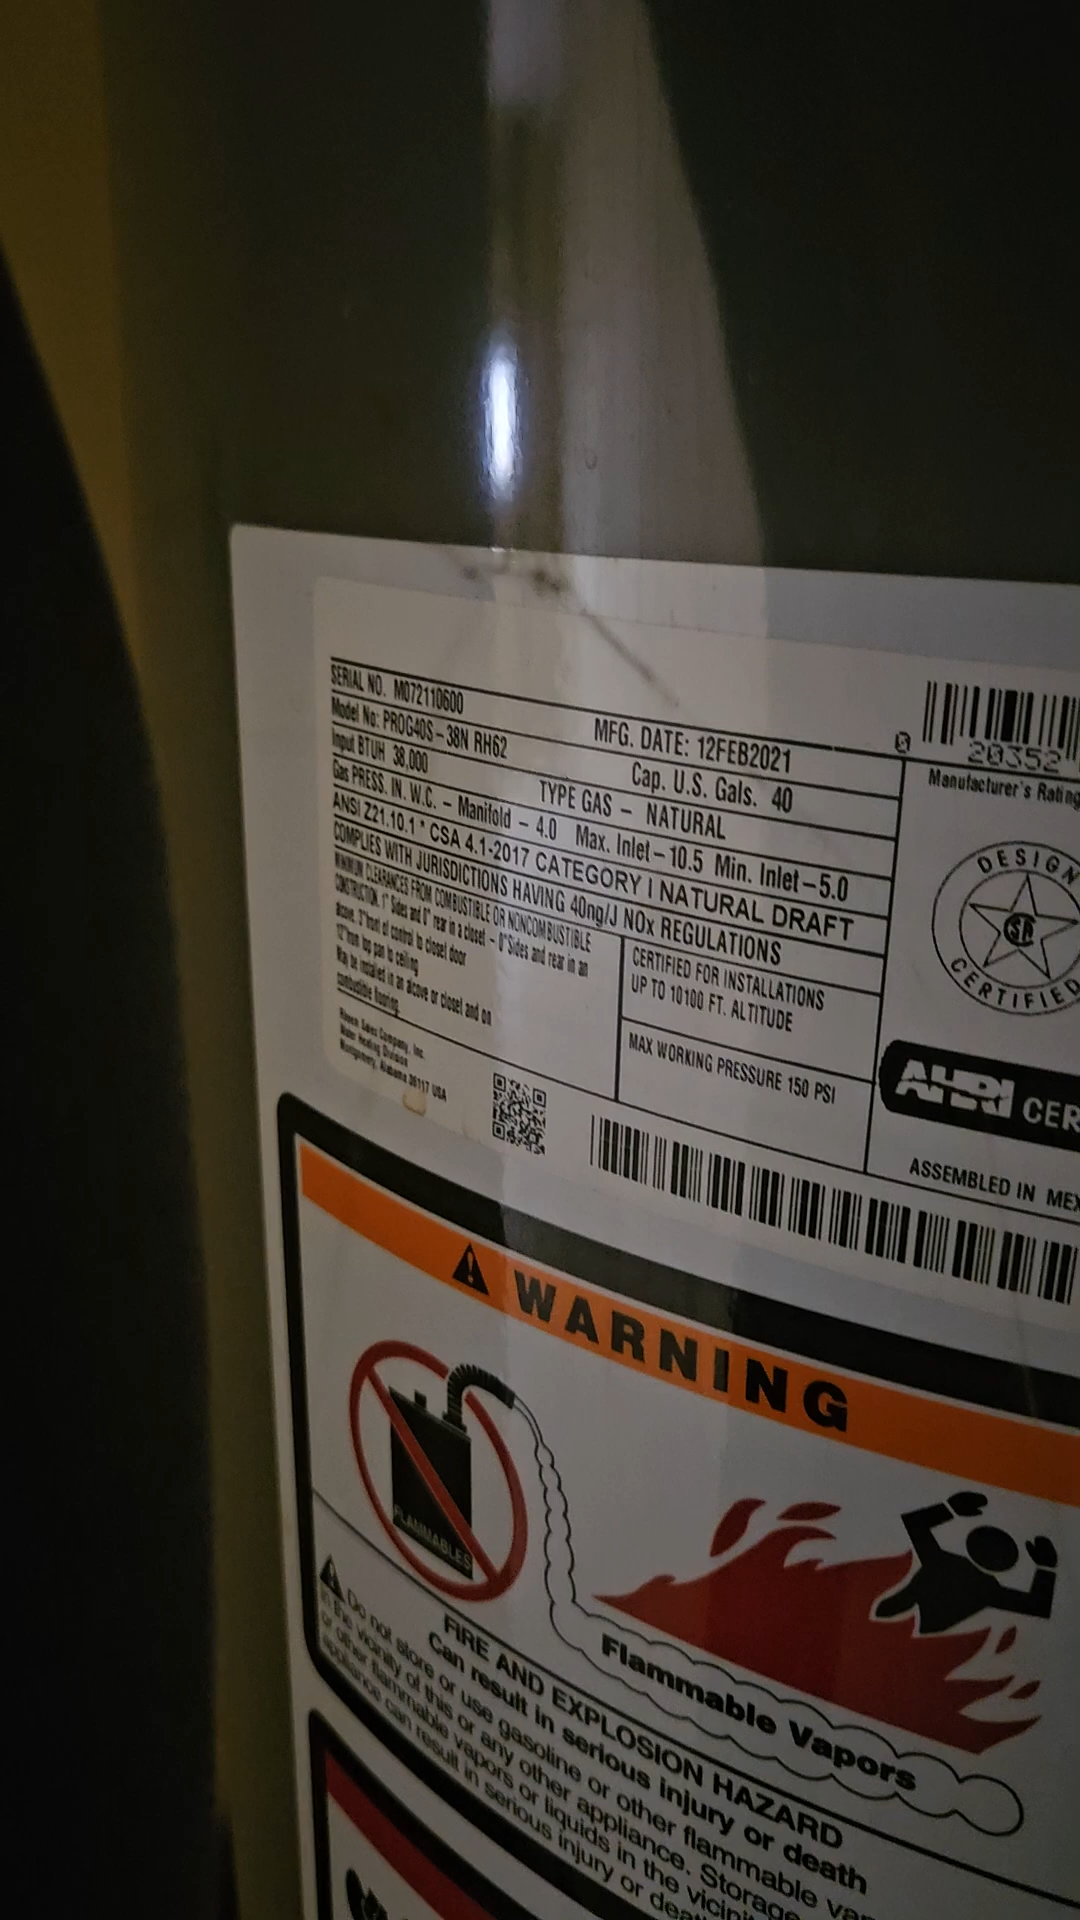 SERIAL NO. M072110600
MFG. DATE: 12FEB2021
Model No: PROG40S-38N RH62
Cap. U.S. Gals. 40
Input BTUH 38,000
TYPE GAS - NATURAL
Gas PRESS. IN. W.C. - Manifold - 4.0 Max. Inlet-10.5 Min. Inlet-5.0
ANSI Z21.10.1 * CSA 4.1-2017 CATEGORY I NATURAL DRAFT
COMPLIES WITH JURISDICTIONS HAVING 40ng/J NOx REGULATIONS
MINIMUM CLEARANCES FROM COMBUSTIBLE OR NONCOMBUSTIBLE
CONSTRUCTION. 1" Sides and 0" rear in a closet - 0"Sides and rear in an
alcove. 3"front of control to closet door
12"from top pan to ceiling
May be installed in an alcove or closet and on
combustible flooring.
CERTIFIED FOR INSTALLATIONS
UP TO 10100 FT. ALTITUDE
MAX WORKING PRESSURE 150 PSI
Rheem Sales Company, Inc.
Water Heating Division
Montgomery, Alabama 36117 USA
20352
Manufacturer's Rating
DESIGN
CERTIFIED
AHRI CER
ASSEMBLED IN MEX
WARNING
FLAMMABLES
Flammable Vapors
FIRE AND EXPLOSION HAZARD
Can result in serious injury or death
Do not store or use gasoline or other flammable va
in the vicinity of this or any other appliance. Storage
or other flammable vapors or liquids in the vicinit
appliance can result in serious injury or dea